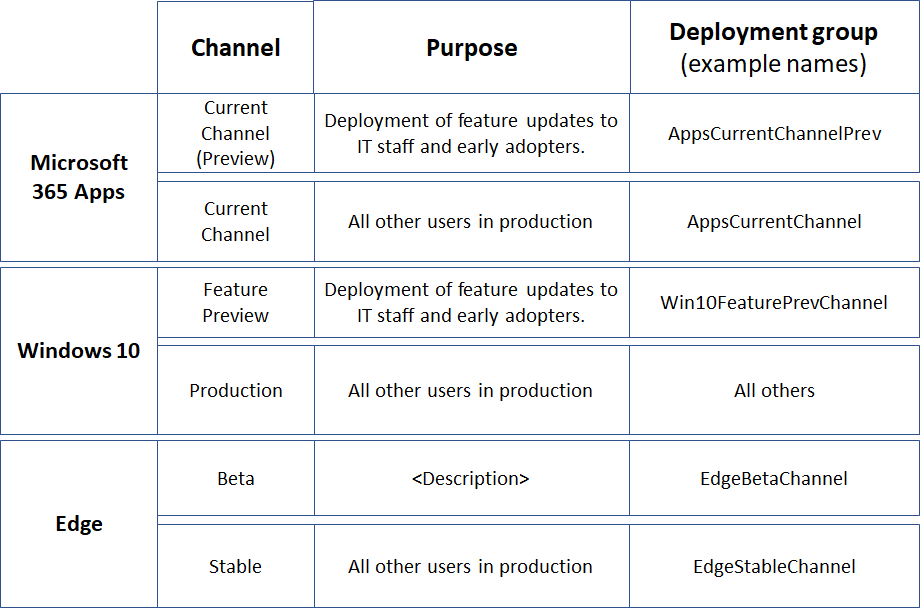 Channel
Purpose
Deployment group
(example names)
Microsoft
365 Apps
Current
Channel
(Preview)
Deployment of feature updates to
IT staff and early adopters.
AppsCurrentChannelPrev
Current
Channel
All other users in production
AppsCurrentChannel
Windows 10
Feature
Preview
Deployment of feature updates to
IT staff and early adopters.
Win10FeaturePrevChannel
Production
All other users in production
All others
Edge
Beta
<Description>
EdgeBetaChannel
Stable
All other users in production
EdgeStableChannel